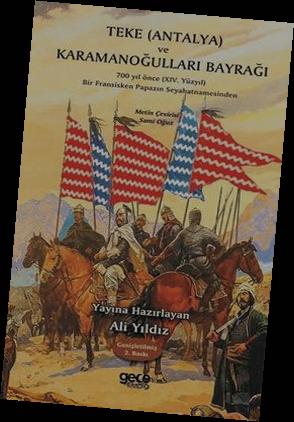 TEKE (ANTALYA)
ve
KARAMANOĞULLARI BAYRAĞI
700 yıl önce (XIV. Yüzyıl)
Bir Fransisken Papazın Seyahatnamesinden
Metin Çevirisi
Sami Oğuz
Yayına Hazırlayan
Ali Yıldız
Genişletilmiş
2. Baskı
gece